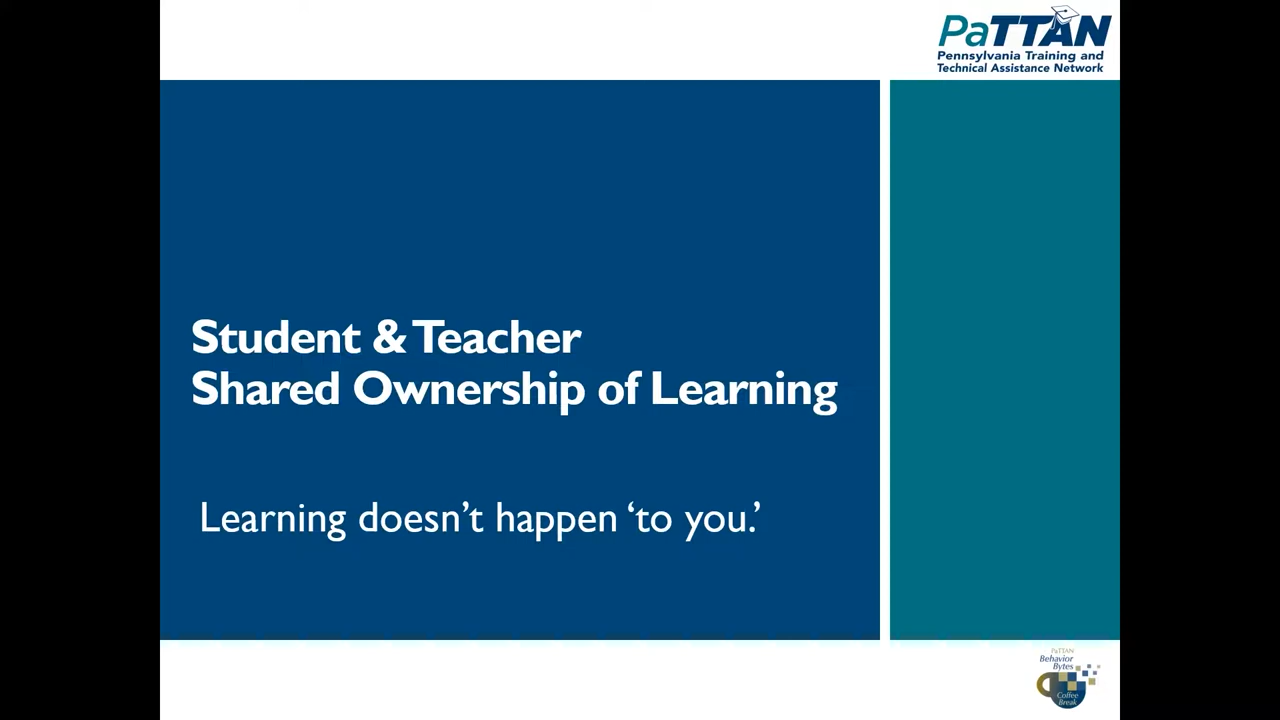 PaTTAN
Pennsylvania Training and
Technical Assistance Network
Student & Teacher
Shared Ownership of Learning
Learning doesn’t happen ‘to you.’
PaTTAN
Behavior
Bytes
Coffee
Break